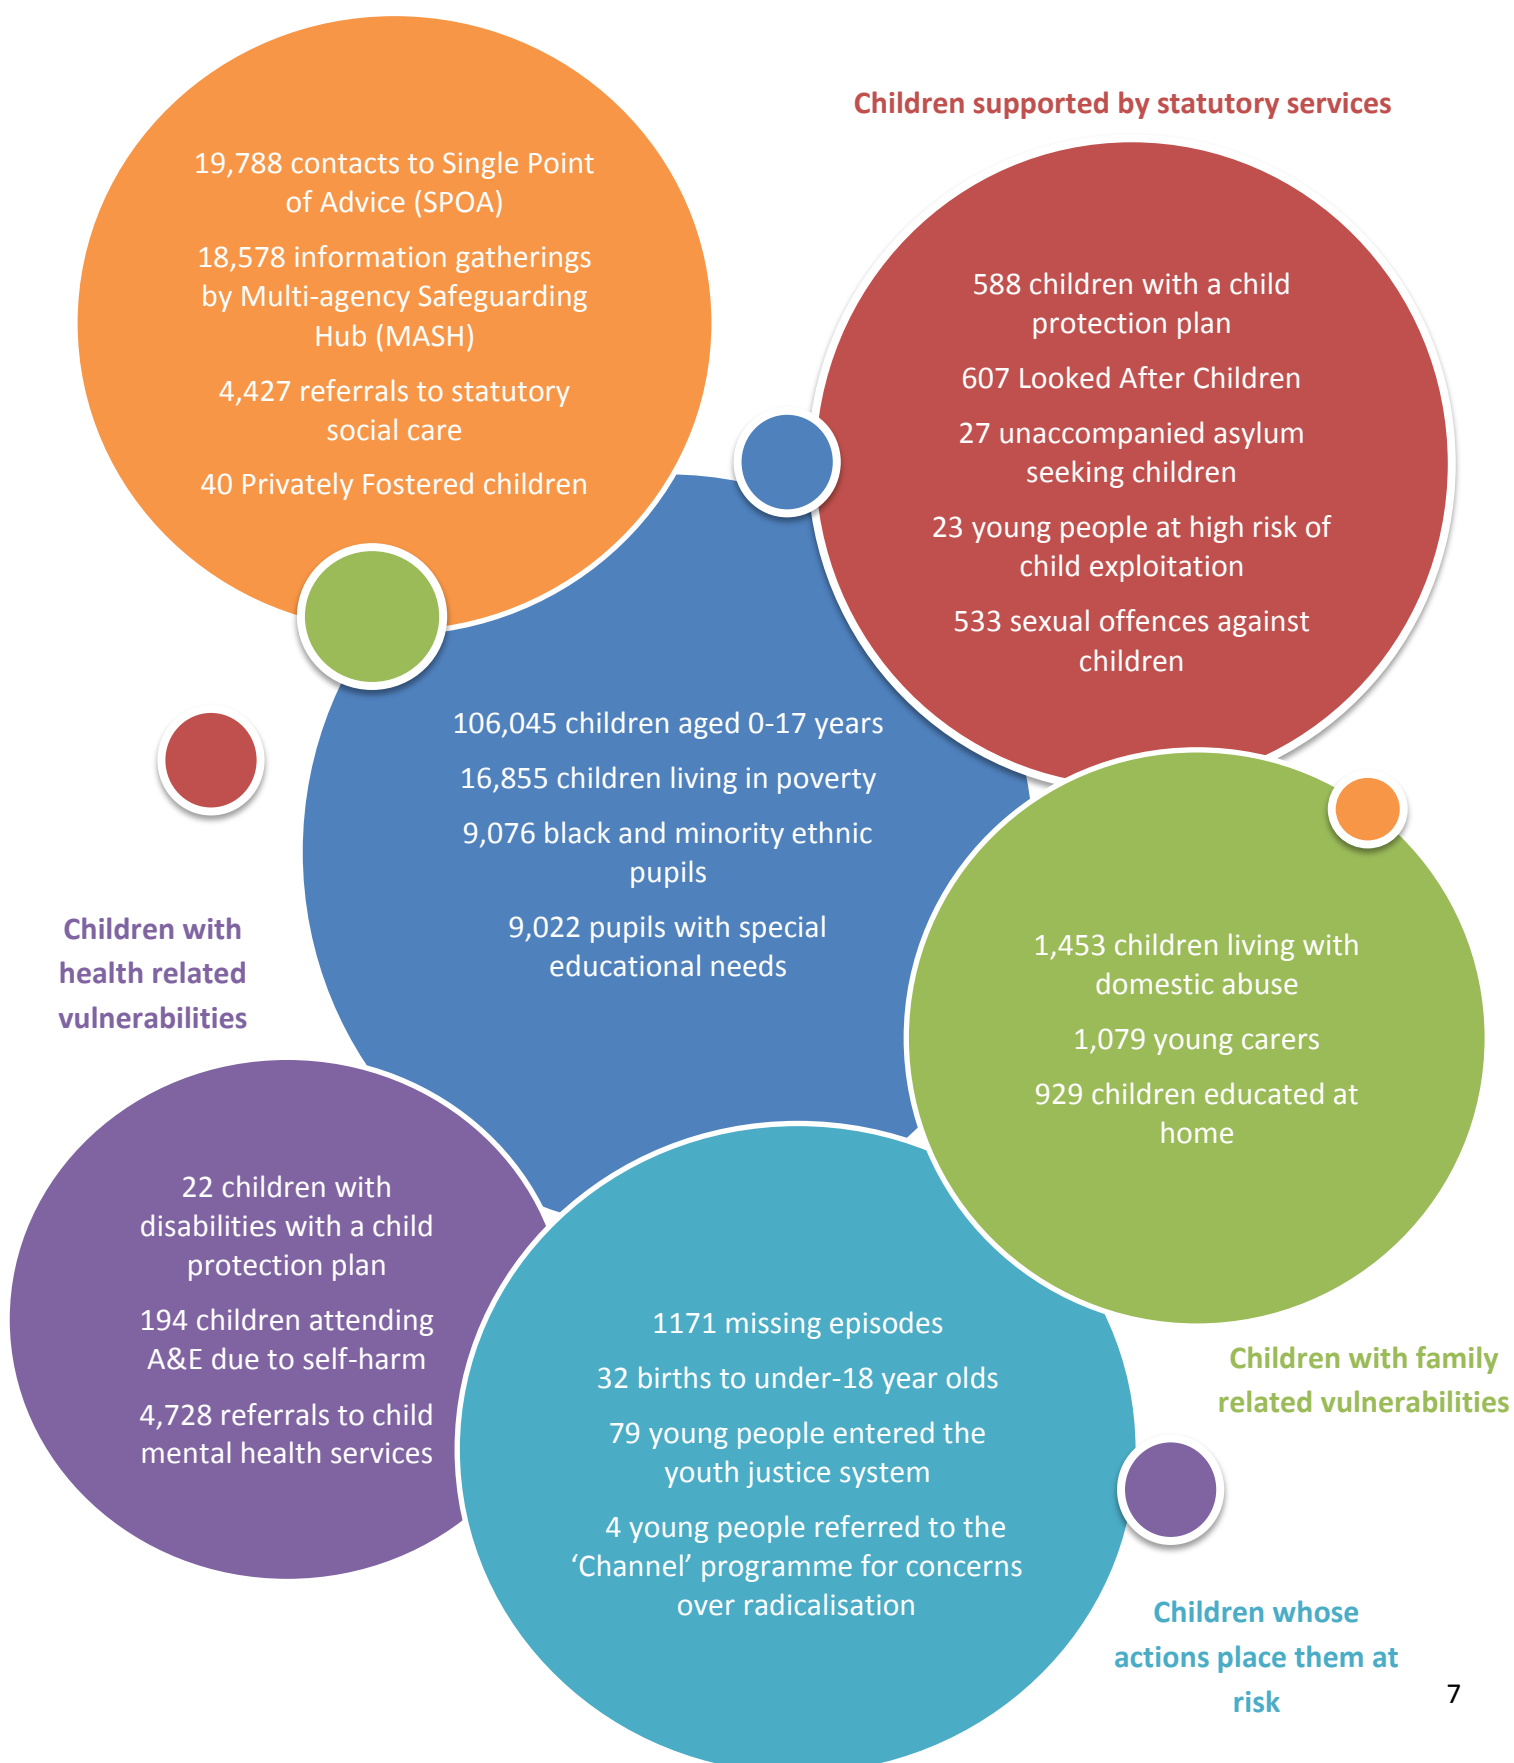 19,788 contacts to Single Point
of Advice (SPOA)
18,578 information gatherings
by Multi-agency Safeguarding
Hub (MASH)
4,427 referrals to statutory
social care
40 Privately Fostered children
Children supported by statutory services
588 children with a child
protection plan
607 Looked After Children
27 unaccompanied asylum
seeking children
23 young people at high risk of
child exploitation
533 sexual offences against
children
106,045 children aged 0-17 years
16,855 children living in poverty
9,076 black and minority ethnic
pupils
9,022 pupils with special
educational needs
1,453 children living with
domestic abuse
1,079 young carers
929 children educated at
home
Children with family
related vulnerabilities
Children with
health related
vulnerabilities
22 children with
disabilities with a child
protection plan
194 children attending
A&E due to self-harm
4,728 referrals to child
mental health services
1171 missing episodes
32 births to under-18 year olds
79 young people entered the
youth justice system
4 young people referred to the
‘Channel’ programme for concerns
over radicalisation
Children whose
actions place them at
risk
7